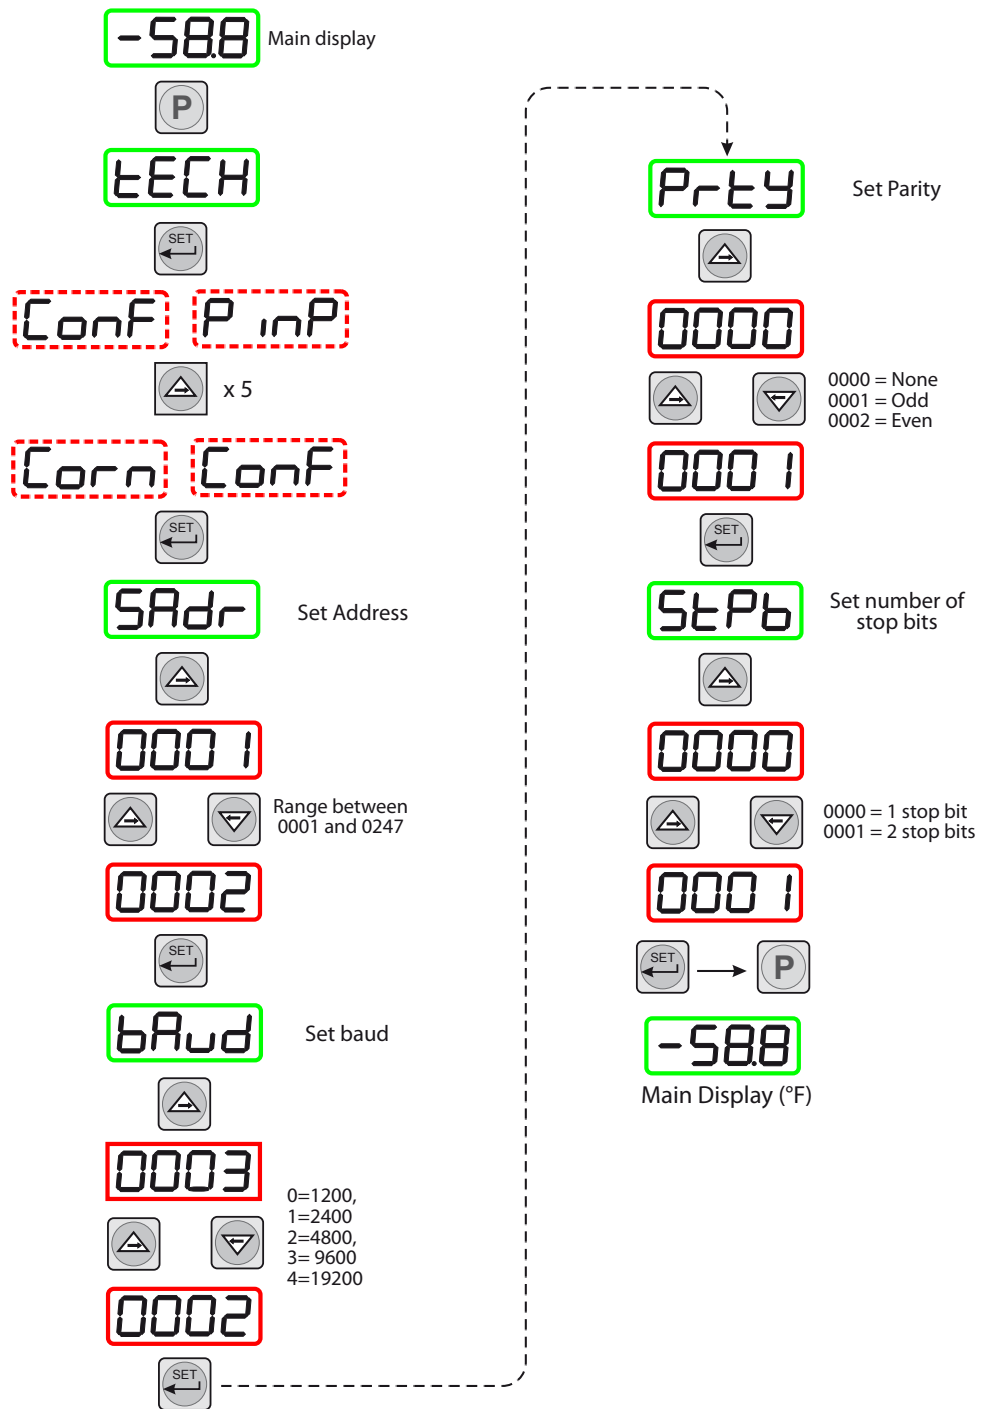 -58.8 Main display
P
tECH
SET
ConF P inP
x 5
Corn ConF
SET
SAdr Set Address
0001
Range between
0001 and 0247
0002
SET
bAud Set baud
0003
0=1200,
1=2400
2=4800,
3= 9600
4=19200
0002
SET
PrtY Set Parity
0000
0000 = None
0001 = Odd
0002 = Even
0001
SET
StPb Set number of
stop bits
0000
0000 = 1 stop bit
0001 = 2 stop bits
0001
SET P
-58.8
Main Display (°F)